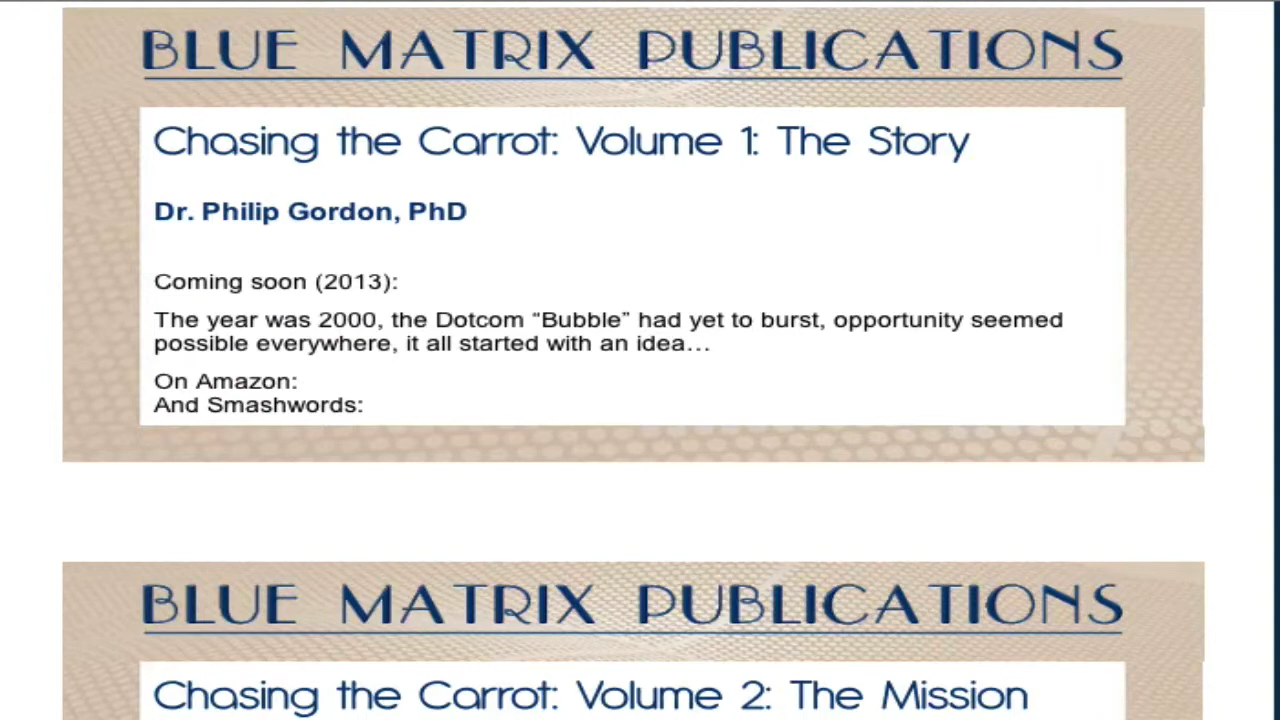 BLUE MATRIX PUBLICATIONS
Chasing the Carrot: Volume 1: The Story
Dr. Philip Gordon, PhD
Coming soon (2013):
The year was 2000, the Dotcom “Bubble” had yet to burst, opportunity seemed
possible everywhere, it all started with an idea…
On Amazon:
And Smashwords:
BLUE MATRIX PUBLICATIONS
Chasing the Carrot: Volume 2: The Mission